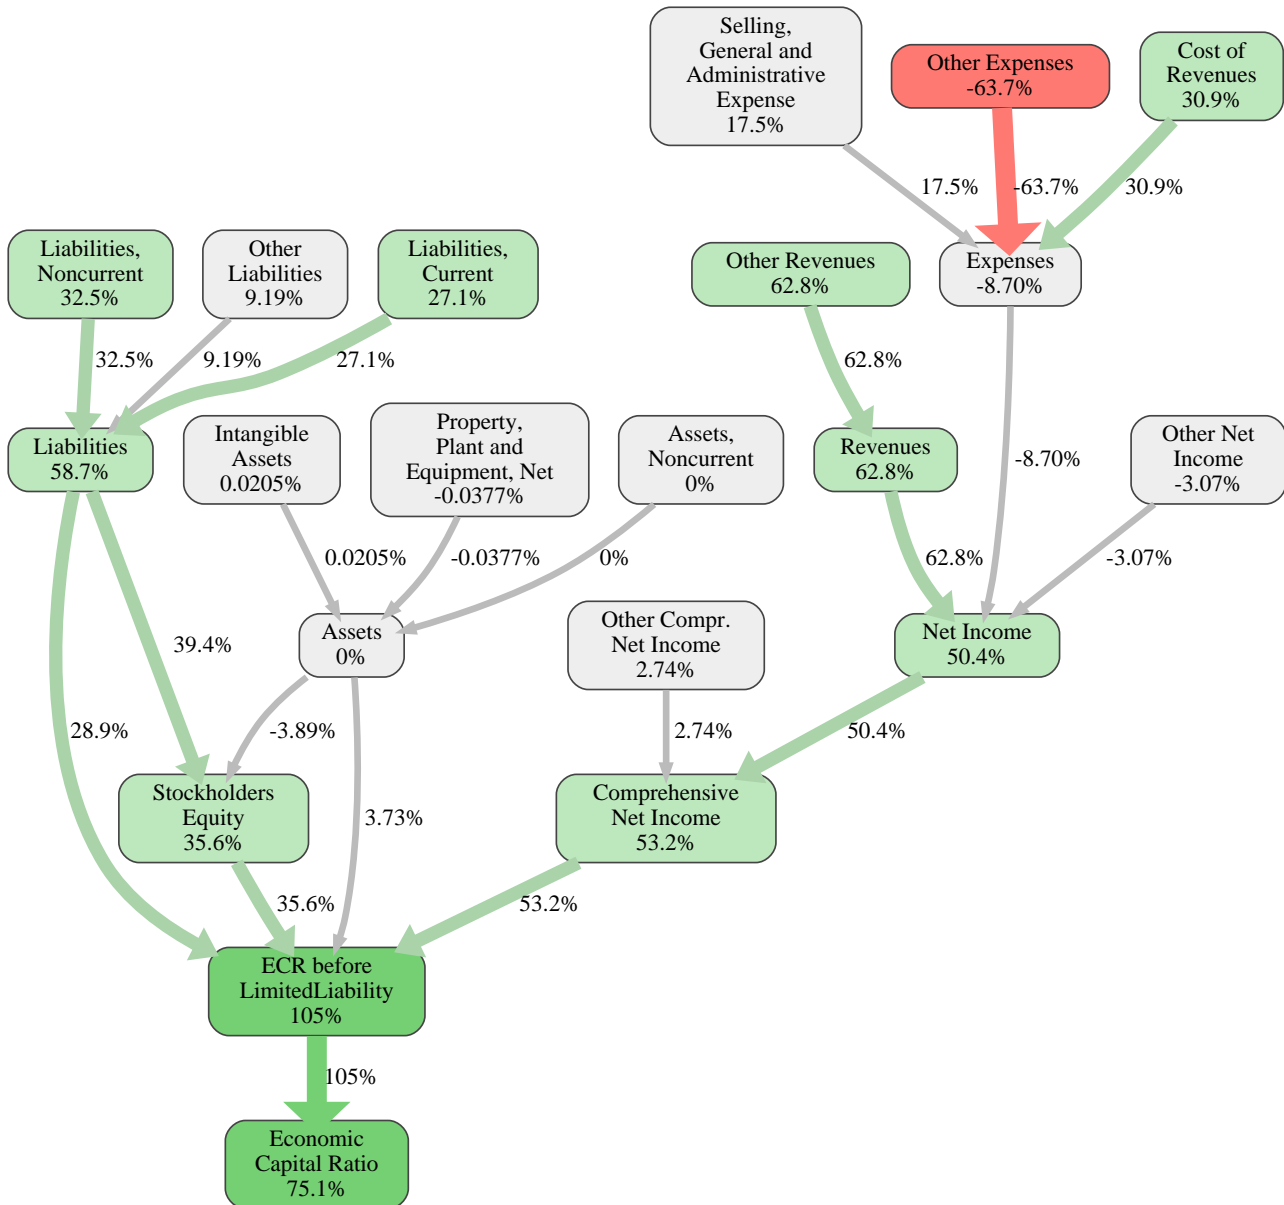 Selling,
General and
Administrative
Expense
17.5%
Other Expenses
-63.7%
Cost of
Revenues
30.9%
17.5%
-63.7%
30.9%
Liabilities,
Noncurrent
32.5%
Other
Liabilities
9.19%
Liabilities,
Current
27.1%
Other Revenues
62.8%
Expenses
-8.70%
32.5%
9.19%
27.1%
62.8%
Liabilities
58.7%
Intangible
Assets
0.0205%
Property,
Plant and
Equipment, Net
-0.0377%
Assets,
Noncurrent
0%
Revenues
62.8%
-8.70%
Other Net
Income
-3.07%
0.0205%
-0.0377%
0%
62.8%
-3.07%
Assets
0%
Other Compr.
Net Income
2.74%
Net Income
50.4%
39.4%
28.9%
-3.89%
2.74%
50.4%
Stockholders
Equity
35.6%
3.73%
Comprehensive
Net Income
53.2%
35.6%
53.2%
ECR before
LimitedLiability
105%
105%
Economic
Capital Ratio
75.1%